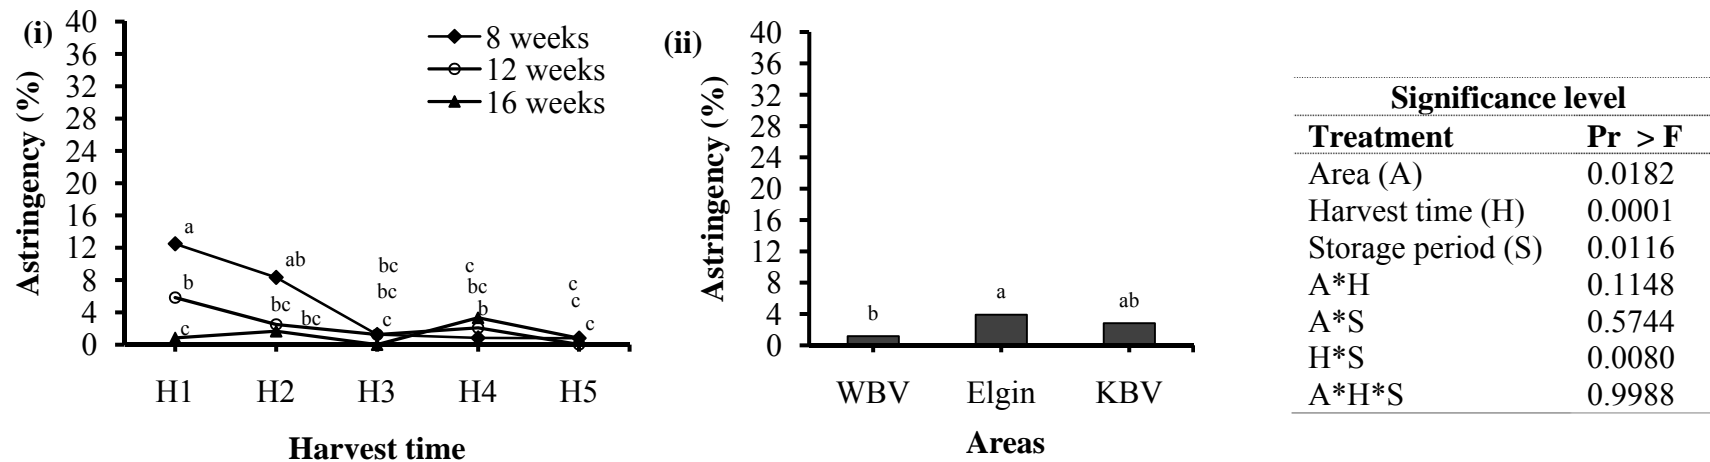 (i)
Astringency (%)
40
36
32
28
24
20
16
12
8
4
0
8 weeks
12 weeks
16 weeks
a
ab
b
bc
bc
c
bc
bc
c
c
bc
b
c
c
c
H1 H2 H3 H4 H5
Harvest time
(ii)
Astringency (%)
40
36
32
28
24
20
16
12
8
4
0
b a ab
WBV Elgin KBV
Areas
Significance level
Treatment Pr > F
Area (A) 0.0182
Harvest time (H) 0.0001
Storage period (S) 0.0116
A*H 0.1148
A*S 0.5744
H*S 0.0080
A*H*S 0.9988